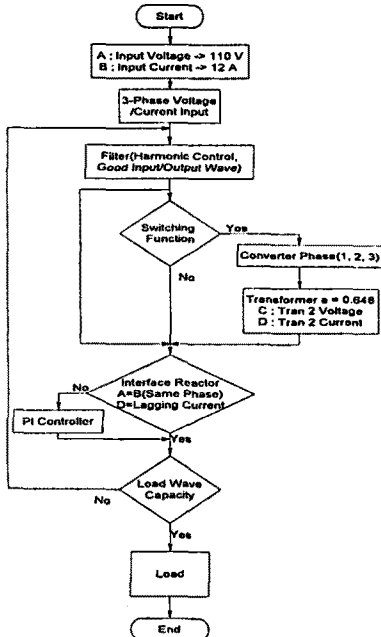 Start
A : Input Voltage -> 110 V
B : Input Current -> 12 A
3-Phase Voltage
/Current Input
Filter(Harmonic Control,
Good Input/Output Wave)
Switching
Function
Yes
No
Converter Phase(1, 2, 3)
Transformer a = 0.648
C : Tran 2 Voltage
D : Tran 2 Current
Interface Reactor
A=B(Same Phase)
D=Lagging Current
No
PI Controller
Yes
Load Wave
Capacity
No
Yes
Load
End